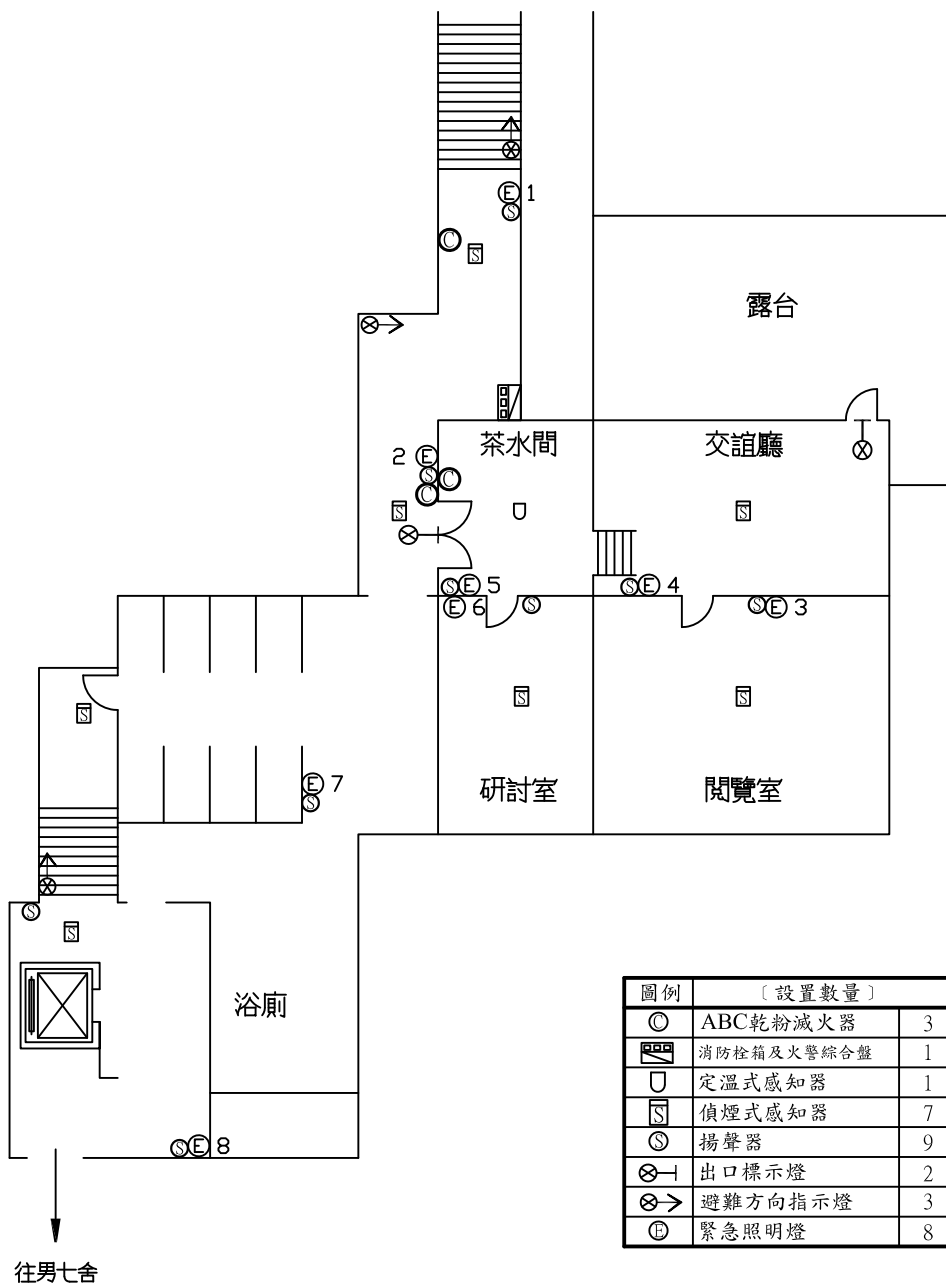 E 1
S
C
S
露台
茶水間
交誼廳
2 E
S C
C
S
S
S E 5
S E 4
E 6
S
S E 3
S
S
S
E 7
S
研討室
閱覽室
S
S
浴廁
S E 8
往男七舍
圖例 〔設置數量〕
C ABC乾粉滅火器 3
消防栓箱及火警綜合盤 1
定溫式感知器 1
S 偵煙式感知器 7
S 揚聲器 9
出口標示燈 2
避難方向指示燈 3
E 緊急照明燈 8